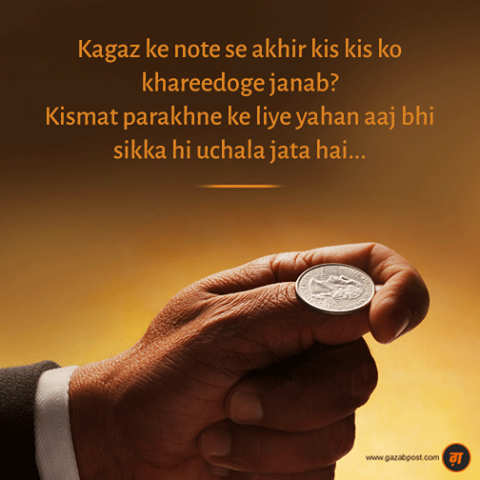 Kagaz ke note se akhir kis kis ko
khareedoge janab?
Kismat parakhne ke liye yahan aaj bhi
sikka hi uchala jata hai...
www.gazabpost.com
ग़